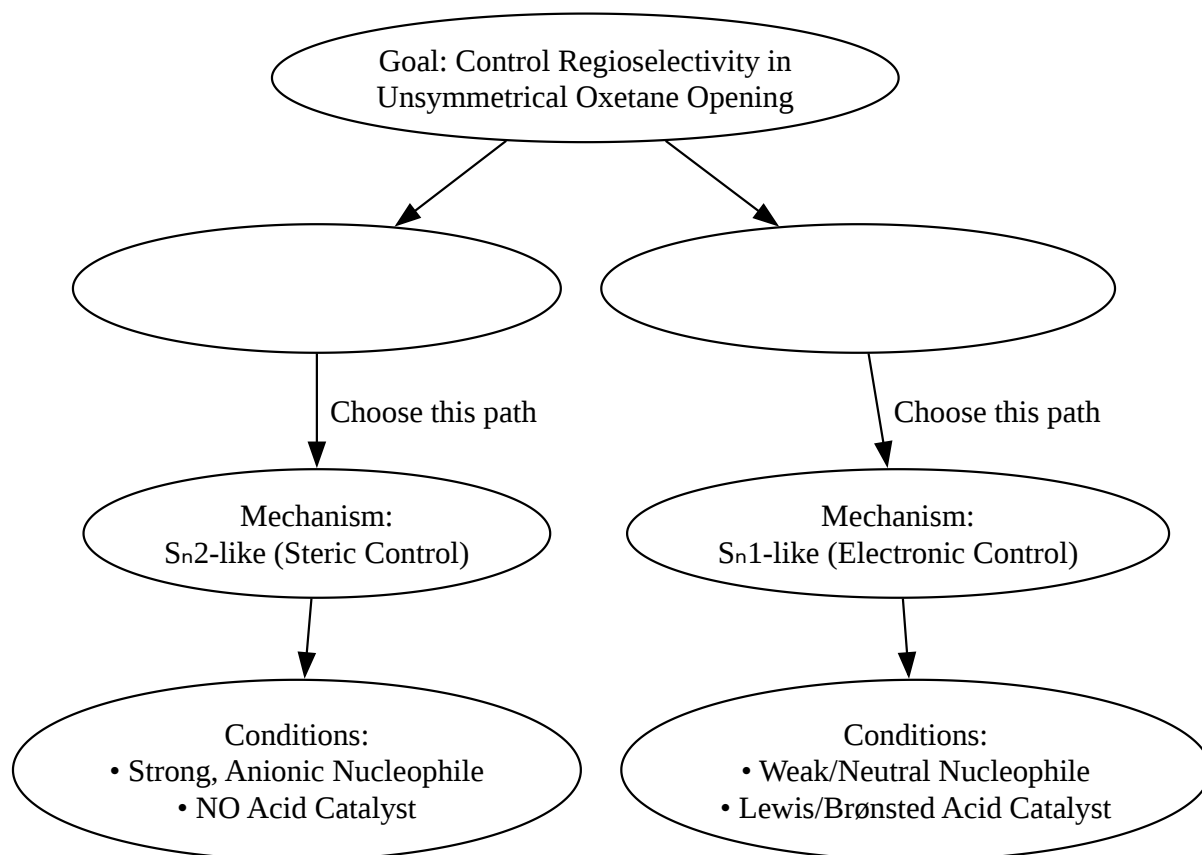 Goal: Control Regioselectivity in
Unsymmetrical Oxetane Opening
Choose this path
Choose this path
Mechanism:
Sₙ2-like (Steric Control)
Mechanism:
Sₙ1-like (Electronic Control)
Conditions:
• Strong, Anionic Nucleophile
• NO Acid Catalyst
Conditions:
• Weak/Neutral Nucleophile
• Lewis/Brønsted Acid Catalyst